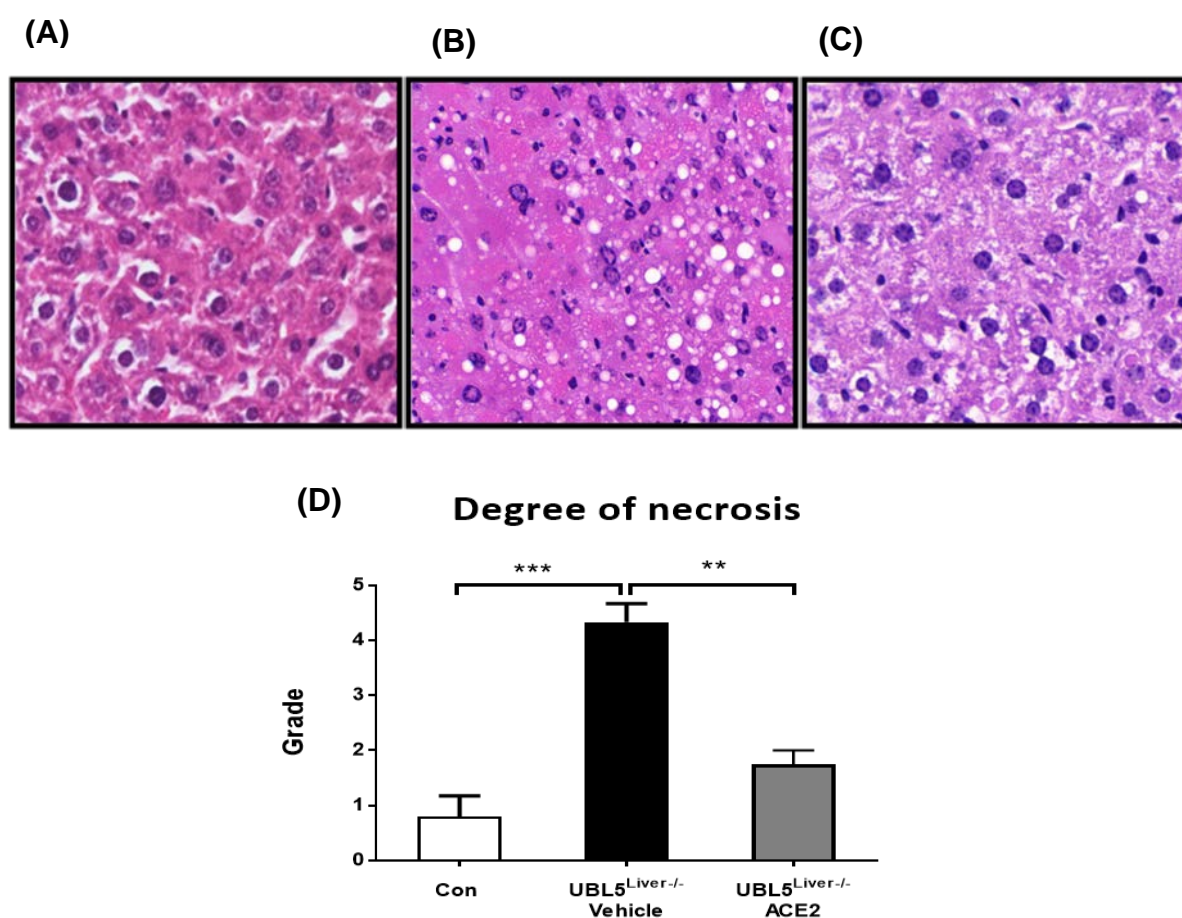 (A)
(B)
(C)
(D)
Degree of necrosis
***
**
Grade
5
4
3
2
1
0
Con
UBL5Liver-/-
Vehicle
UBL5Liver-/-
ACE2